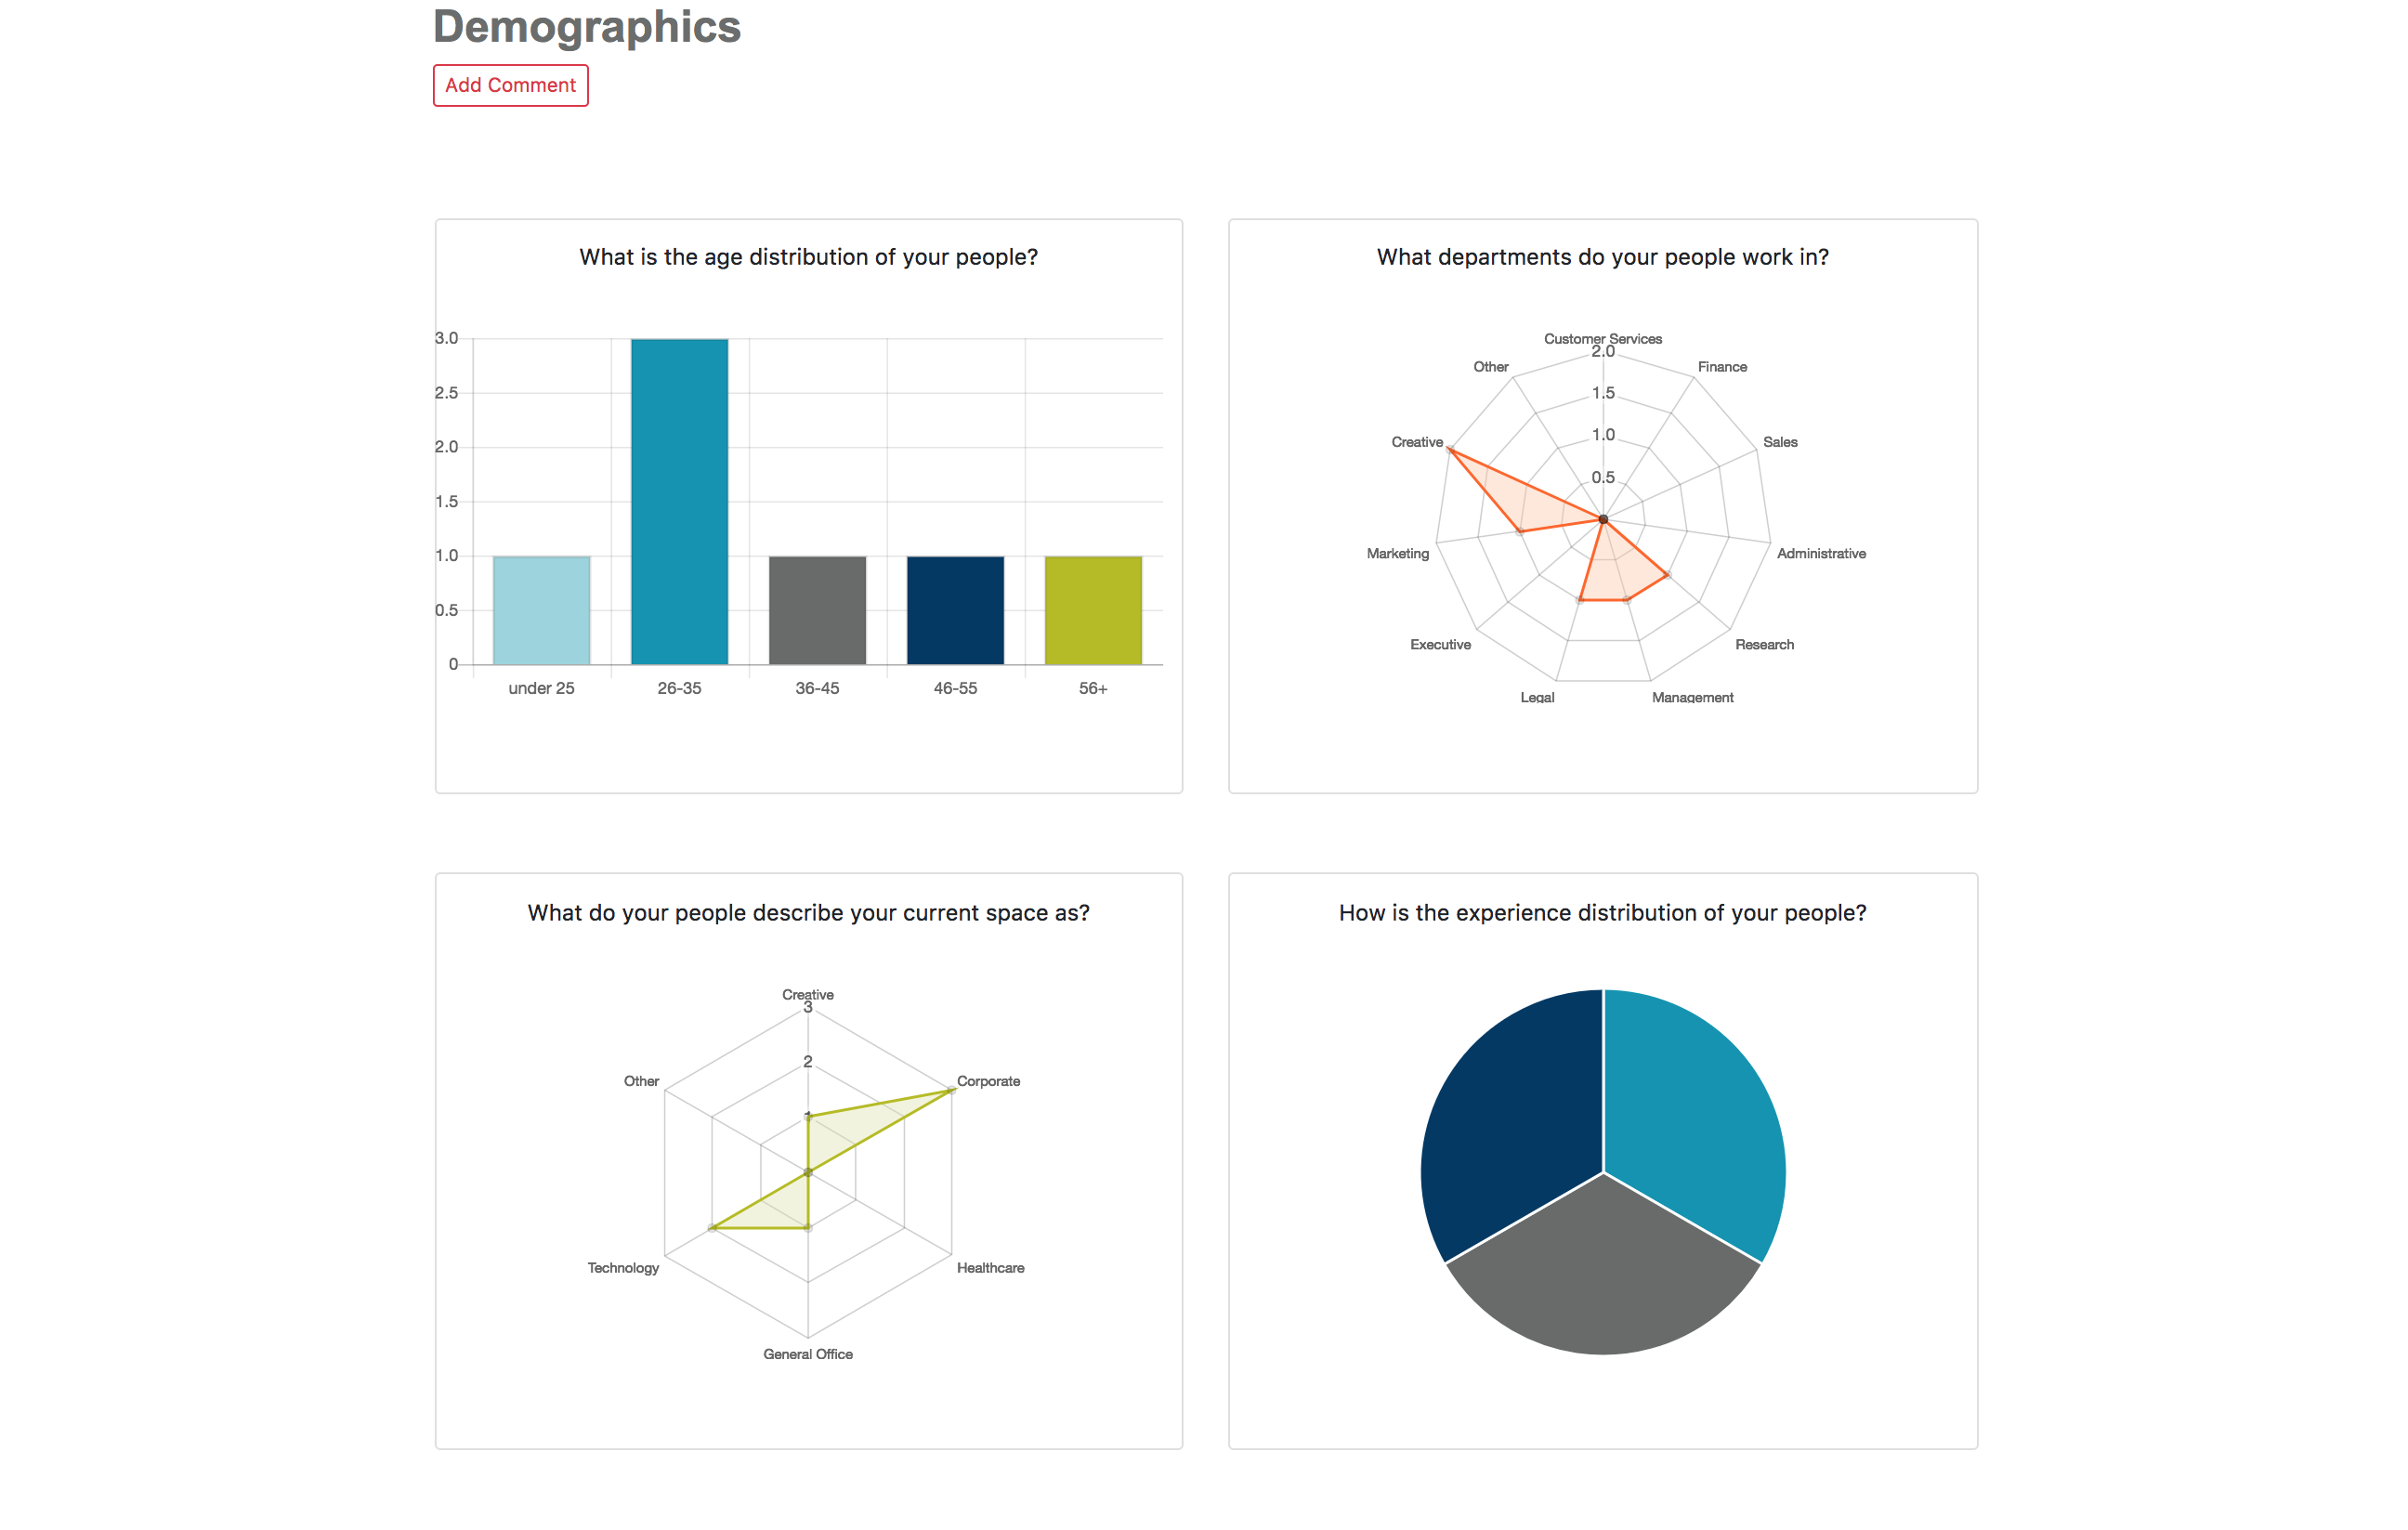 Demographics
Add Comment
What is the age distribution of your people?
3.0
2.5
2.0
1.5
1.0
0.5
0
under 25 26-35 36-45 46-55 56+
What departments do your people work in?
Customer Services
2.0
Other Finance
1.5
Creative 1.0 Sales
0.5
Marketing Administrative
Executive Research
Legal Management
What do your people describe your current space as?
Creative
3
2
Other Corporate
1
Technology Healthcare
General Office
How is the experience distribution of your people?